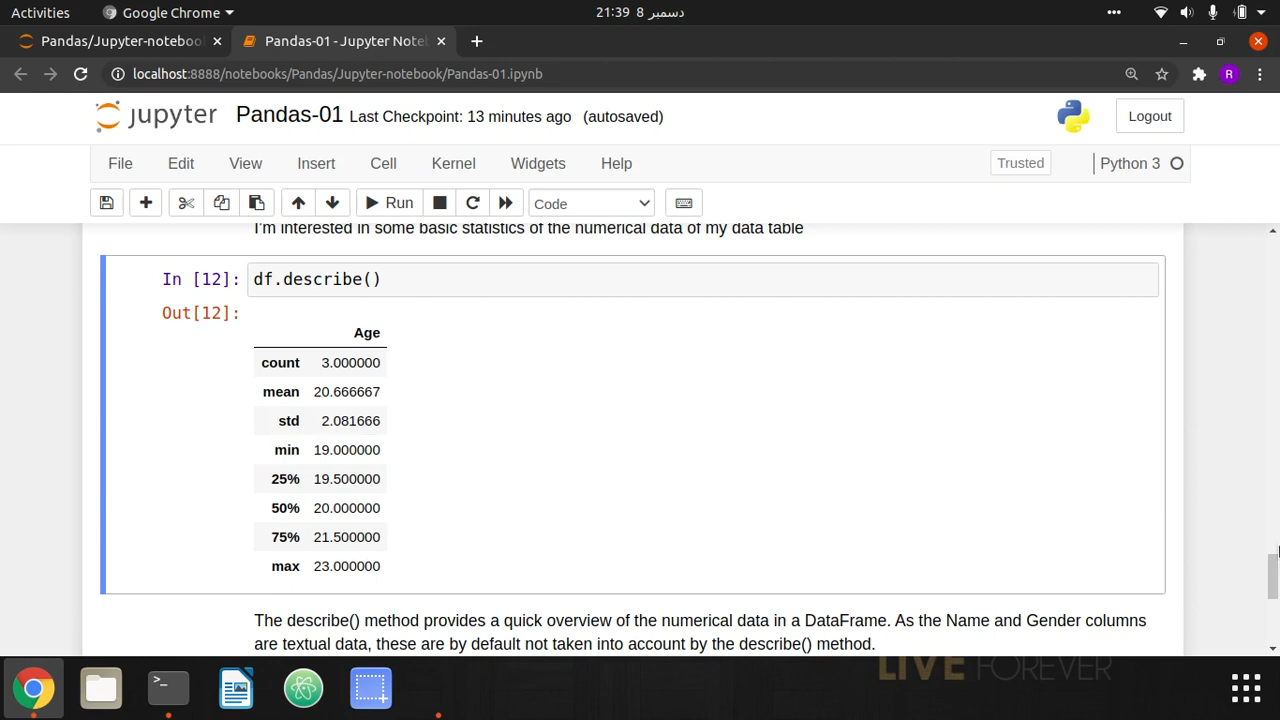 Activities
Google Chrome
21:39 8 دسمبر
Pandas/Jupyter-notebool
Pandas-01 - Jupyter Note
localhost:8888/notebooks/Pandas/Jupyter-notebook/Pandas-01.ipynb
R
jupyter Pandas-01 Last Checkpoint: 13 minutes ago (autosaved)
Logout
File Edit View Insert Cell Kernel Widgets Help
Trusted
Python 3
Run
Code
I'm interested in some basic statistics of the numerical data of my data table
In [12]: df.describe()
Out[12]:
Age
count 3.000000
mean 20.666667
std 2.081666
min 19.000000
25% 19.500000
50% 20.000000
75% 21.500000
max 23.000000
The describe() method provides a quick overview of the numerical data in a DataFrame. As the Name and Gender columns
are textual data, these are by default not taken into account by the describe() method.
LIVE FOREVER
>_